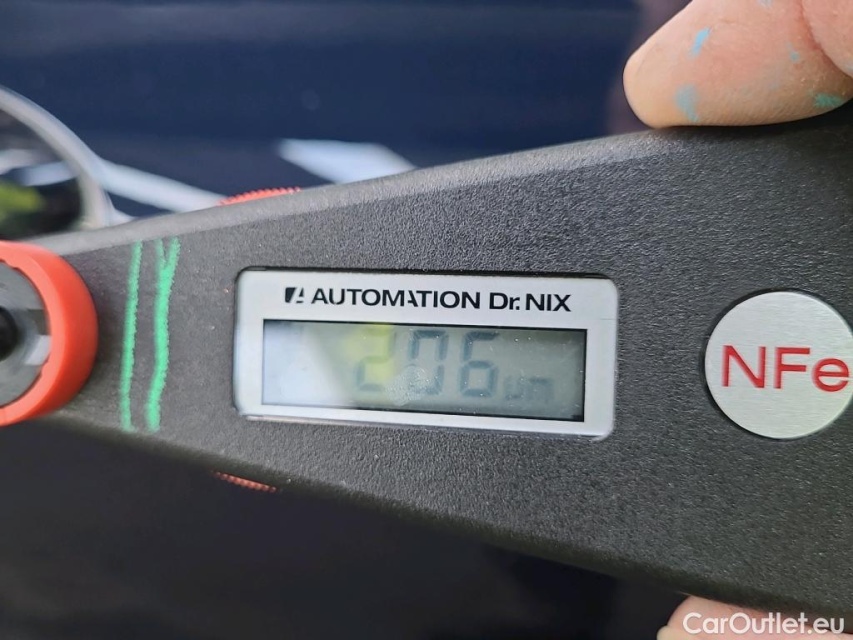 AUTOMATION Dr. NIX
206 µm
NFe
CarOutlet.eu